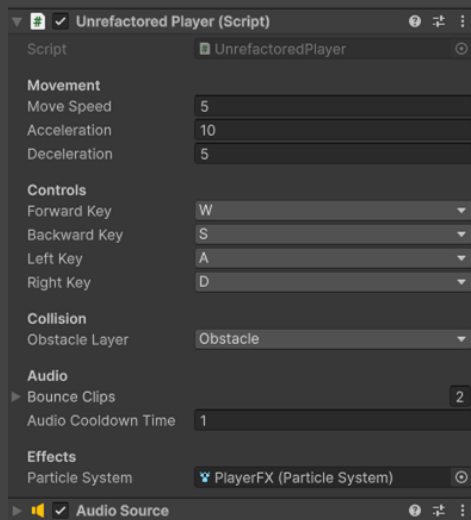 Unrefactored Player (Script)
Script UnrefactoredPlayer
Movement
Move Speed 5
Acceleration 10
Deceleration 5
Controls
Forward Key W
Backward Key S
Left Key A
Right Key D
Collision
Obstacle Layer Obstacle
Audio
Bounce Clips 2
Audio Cooldown Time 1
Effects
Particle System PlayerFX (Particle System)
Audio Source